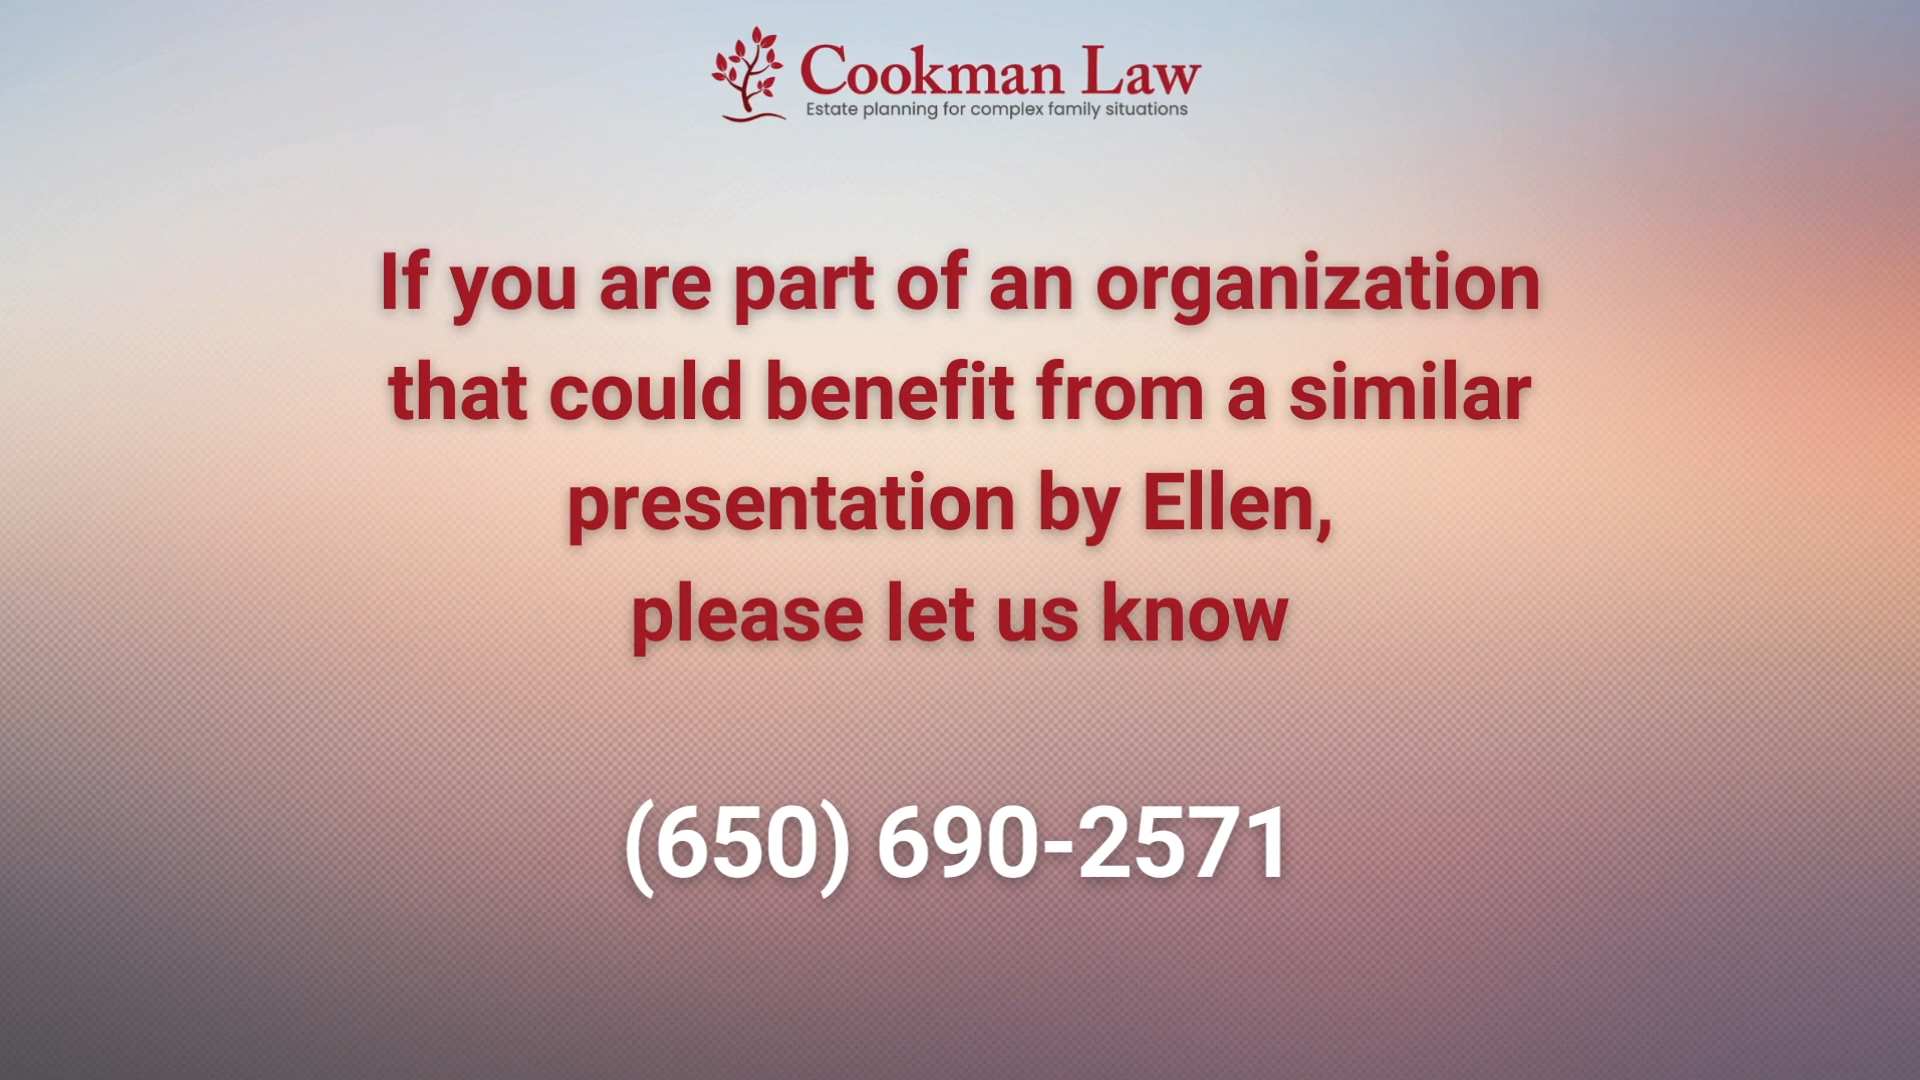 Cookman Law
Estate planning for complex family situations
If you are part of an organization
that could benefit from a similar
presentation by Ellen,
please let us know
(650) 690-2571